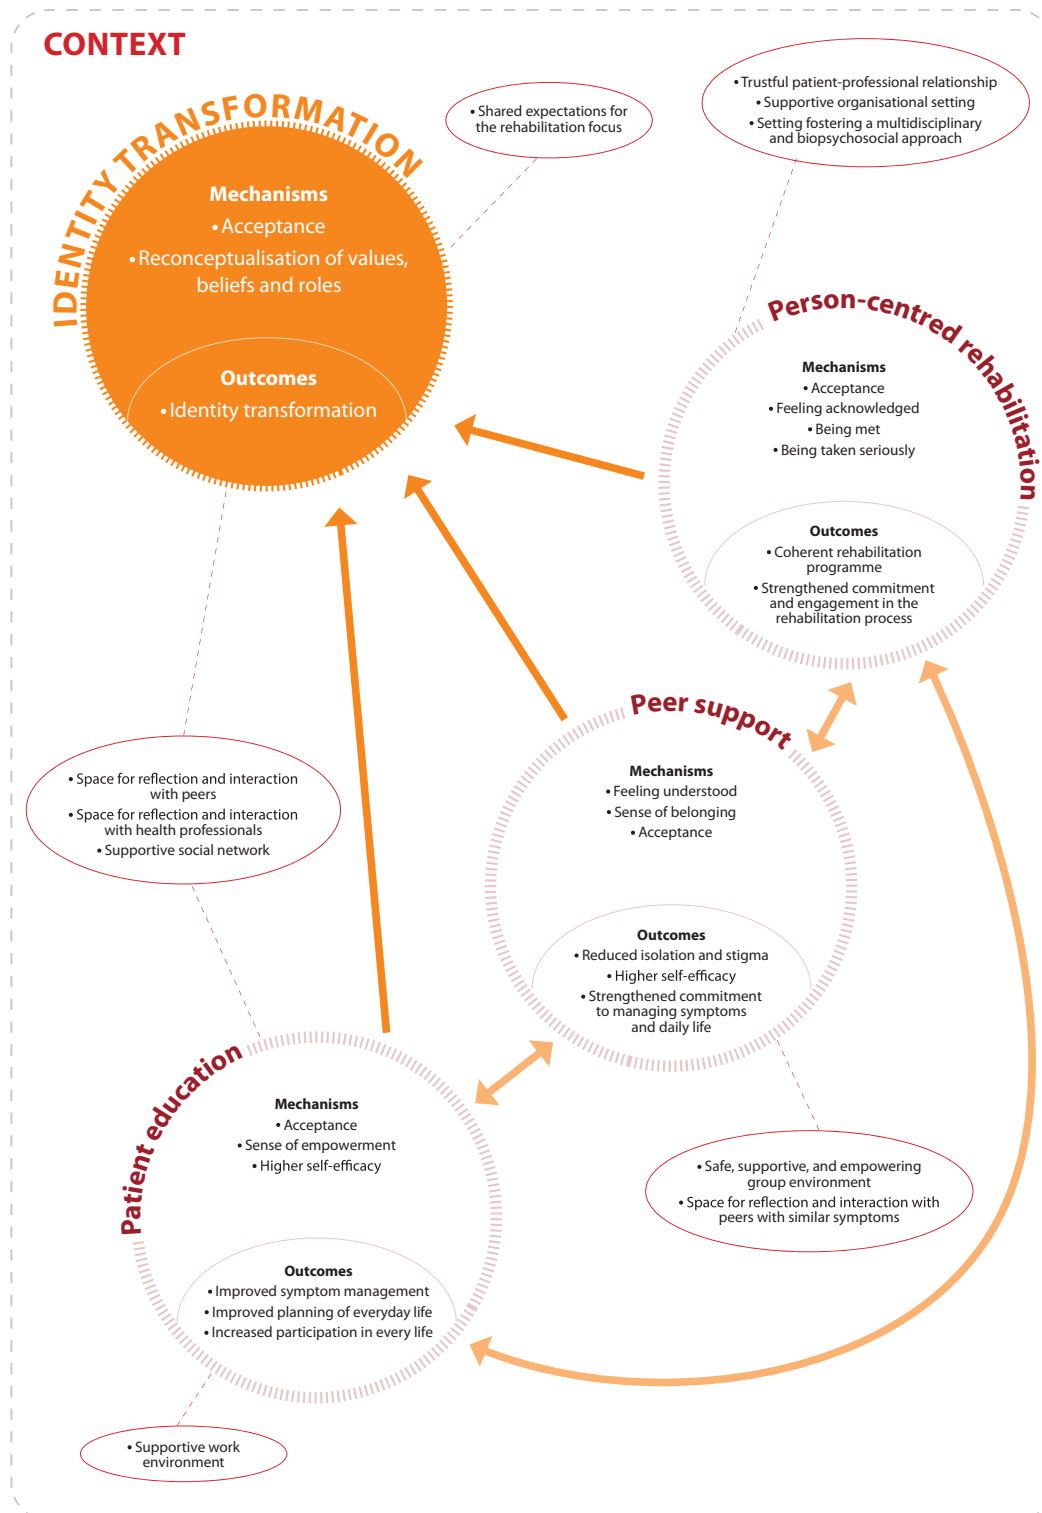 CONTEXT
• Shared expectations for
the rehabilitation focus
• Trustful patient-professional relationship
• Supportive organisational setting
• Setting fostering a multidisciplinary
and biopsychosocial approach
IDENTITY TRANSFORMATION
Mechanisms
• Acceptance
• Reconceptualisation of values,
beliefs and roles
Outcomes
• Identity transformation
Person-centred rehabilitation
Mechanisms
• Acceptance
• Feeling acknowledged
• Being met
• Being taken seriously
Outcomes
• Coherent rehabilitation
programme
• Strengthened commitment
and engagement in the
rehabilitation process
Peer support
Mechanisms
• Feeling understood
• Sense of belonging
• Acceptance
Outcomes
• Reduced isolation and stigma
• Higher self-efficacy
• Strengthened commitment
to managing symptoms
and daily life
• Space for reflection and interaction
with peers
• Space for reflection and interaction
with health professionals
• Supportive social network
Patient education
Mechanisms
• Acceptance
• Sense of empowerment
• Higher self-efficacy
Outcomes
• Improved symptom management
• Improved planning of everyday life
• Increased participation in every life
• Safe, supportive, and empowering
group environment
• Space for reflection and interaction with
peers with similar symptoms
• Supportive work
environment